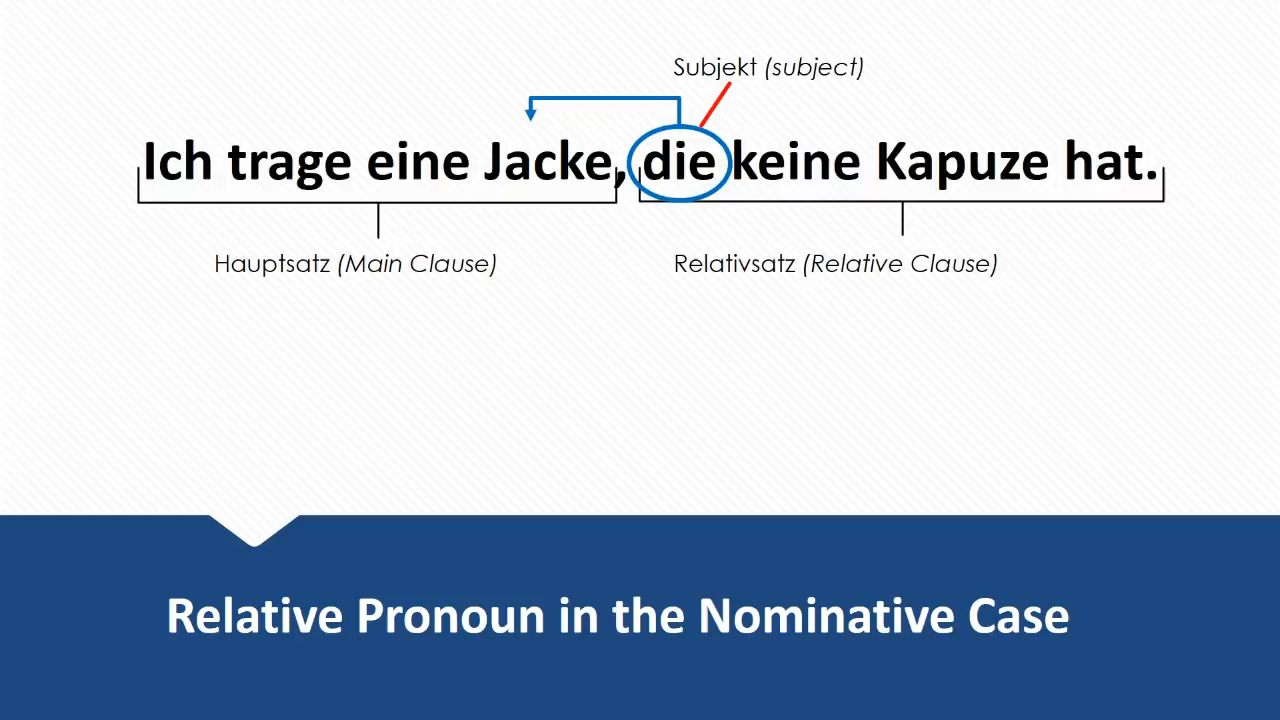 Subjekt (subject)
Ich trage eine Jacke, die keine Kapuze hat.
Hauptsatz (Main Clause)
Relativsatz (Relative Clause)
Relative Pronoun in the Nominative Case